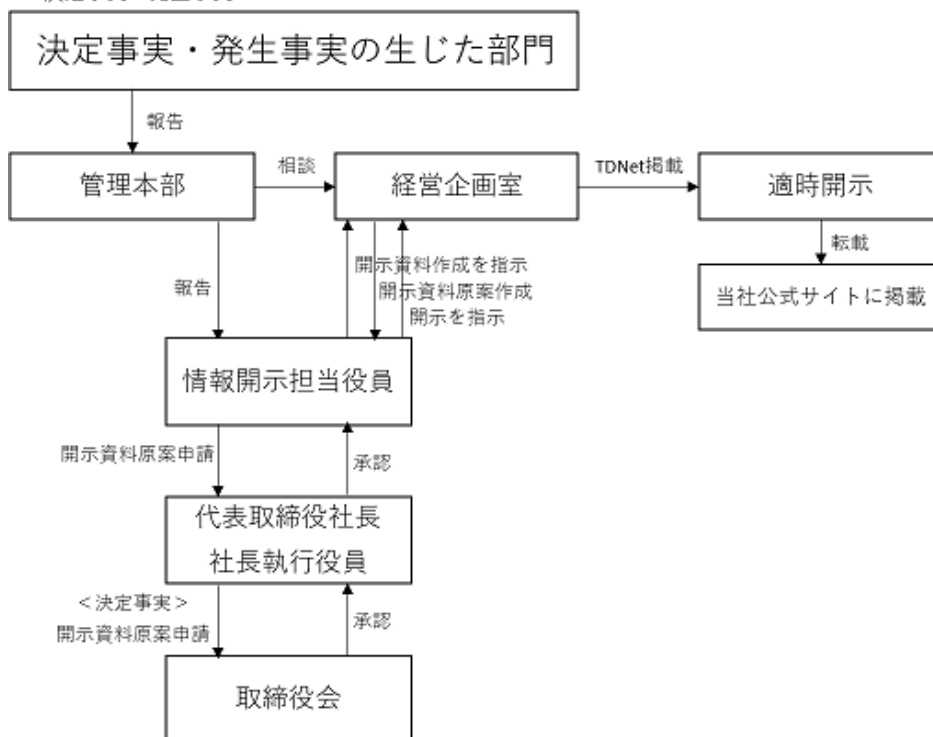 決定事実・発生事実の生じた部門
報告
管理本部
相談
経営企画室
TDNet掲載
適時開示
転載
当社公式サイトに掲載
報告
開示資料作成を指示
開示資料原案作成
開示を指示
情報開示担当役員
開示資料原案申請
承認
代表取締役社長
社長執行役員
<決定事実>
開示資料原案申請
承認
取締役会